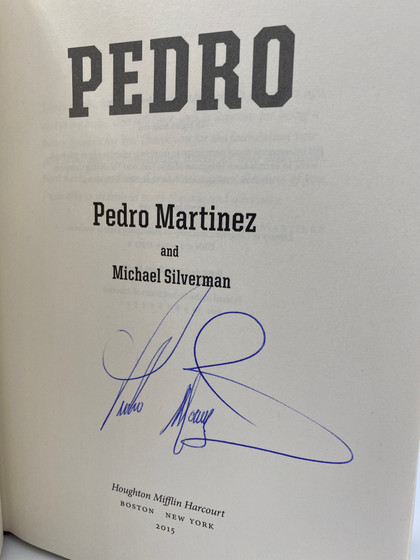 PEDRO
Pedro Martinez
and
Michael Silverman
Houghton Mifflin Harcourt
BOSTON NEW YORK
2015